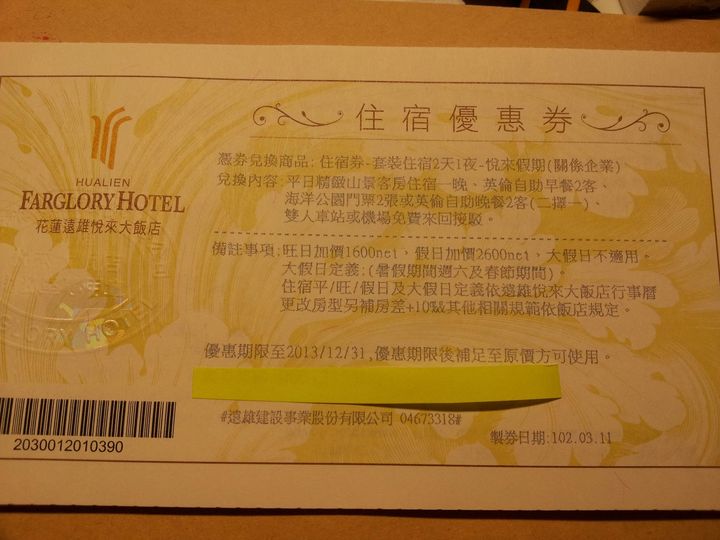 住宿優惠券
HUALIEN
FARGLORY HOTEL
花蓮遠雄悅來大飯店
憑券兌換商品: 住宿券-套裝住宿2天1夜-悅來假期(關係企業)
兌換內容: 平日精緻山景客房住宿一晚、英倫自助早餐2客、
海洋公園門票2張或英倫自助晚餐2客(二擇一)、
雙人車站或機場免費來回接駁。
備註事項: 旺日加價1600net, 假日加價2600net, 大假日不適用。
大假日定義:(暑假期間週六及春節期間)。
住宿平/旺/假日及大假日定義依遠雄悅來大飯店行事曆
更改房型另補房差+10%&其他相關規範依飯店規定。
優惠期限至2013/12/31,優惠期限後補足至原價方可使用。
#遠雄建設事業股份有限公司 04673318#
2030012010390
製券日期:102.03.11